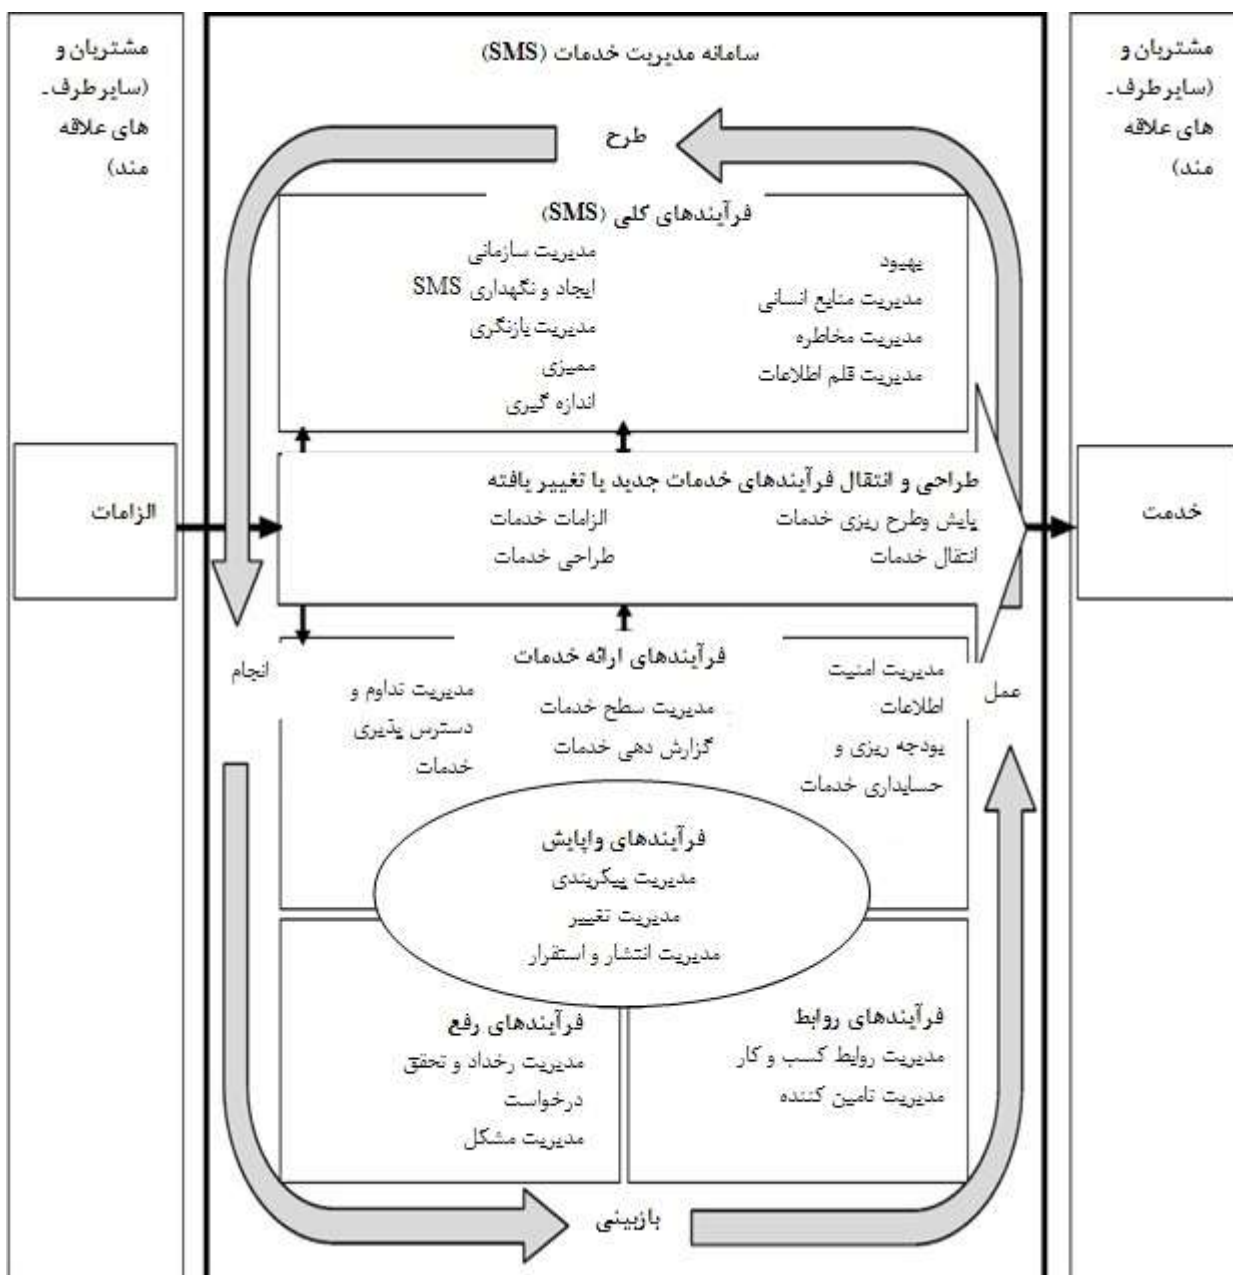 مشتریان و
(سایر طرف-
های علاقه
مند)
سامانه مدیریت خدمات (SMS)
مشتریان و
(سایر طرف-
های علاقه
مند)
طرح
فرآیندهای کلی (SMS)
بهبود
مدیریت منابع انسانی
مدیریت مخاطره
مدیریت قلم اطلاعات
مدیریت سازمانی
ایجاد و نگهداری SMS
مدیریت بازنگری
ممیزی
اندازه گیری
خدمت
طراحی و انتقال فرآیندهای خدمات جدید یا تغییر یافته
پایش وطرح ریزی خدمات
انتقال خدمات
الزامات خدمات
طراحی خدمات
الزامات
عمل
فرآیندهای ارائه خدمات
مدیریت امنیت
اطلاعات
بودجه ریزی و
حسابداری خدمات
مدیریت سطح خدمات
گزارش دهی خدمات
مدیریت تداوم و
دسترس پذیری
خدمات
انجام
فرآیندهای واپایش
مدیریت پیکربندی
مدیریت تغییر
مدیریت انتشار و استقرار
فرآیندهای روابط
مدیریت روابط کسب و کار
مدیریت تامین کننده
فرآیندهای رفع
مدیریت رخداد و تحقق
درخواست
مدیریت مشکل
بازبینی